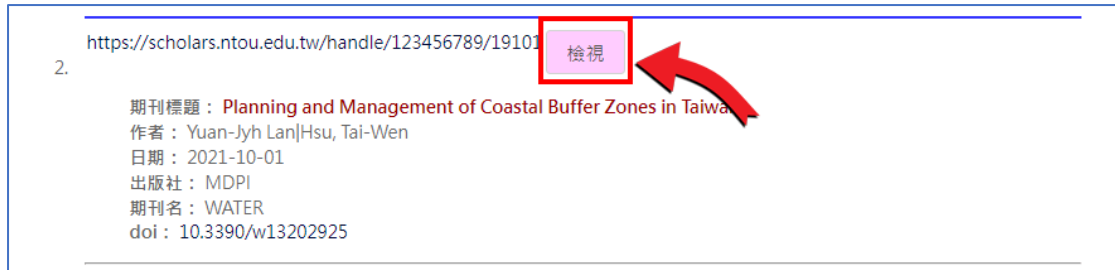 https://scholars.ntou.edu.tw/handle/123456789/19101 檢視
2.
期刊標題： Planning and Management of Coastal Buffer Zones in Taiwan
作者： Yuan-Jyh Lan|Hsu, Tai-Wen
日期： 2021-10-01
出版社： MDPI
期刊名： WATER
doi： 10.3390/w13202925